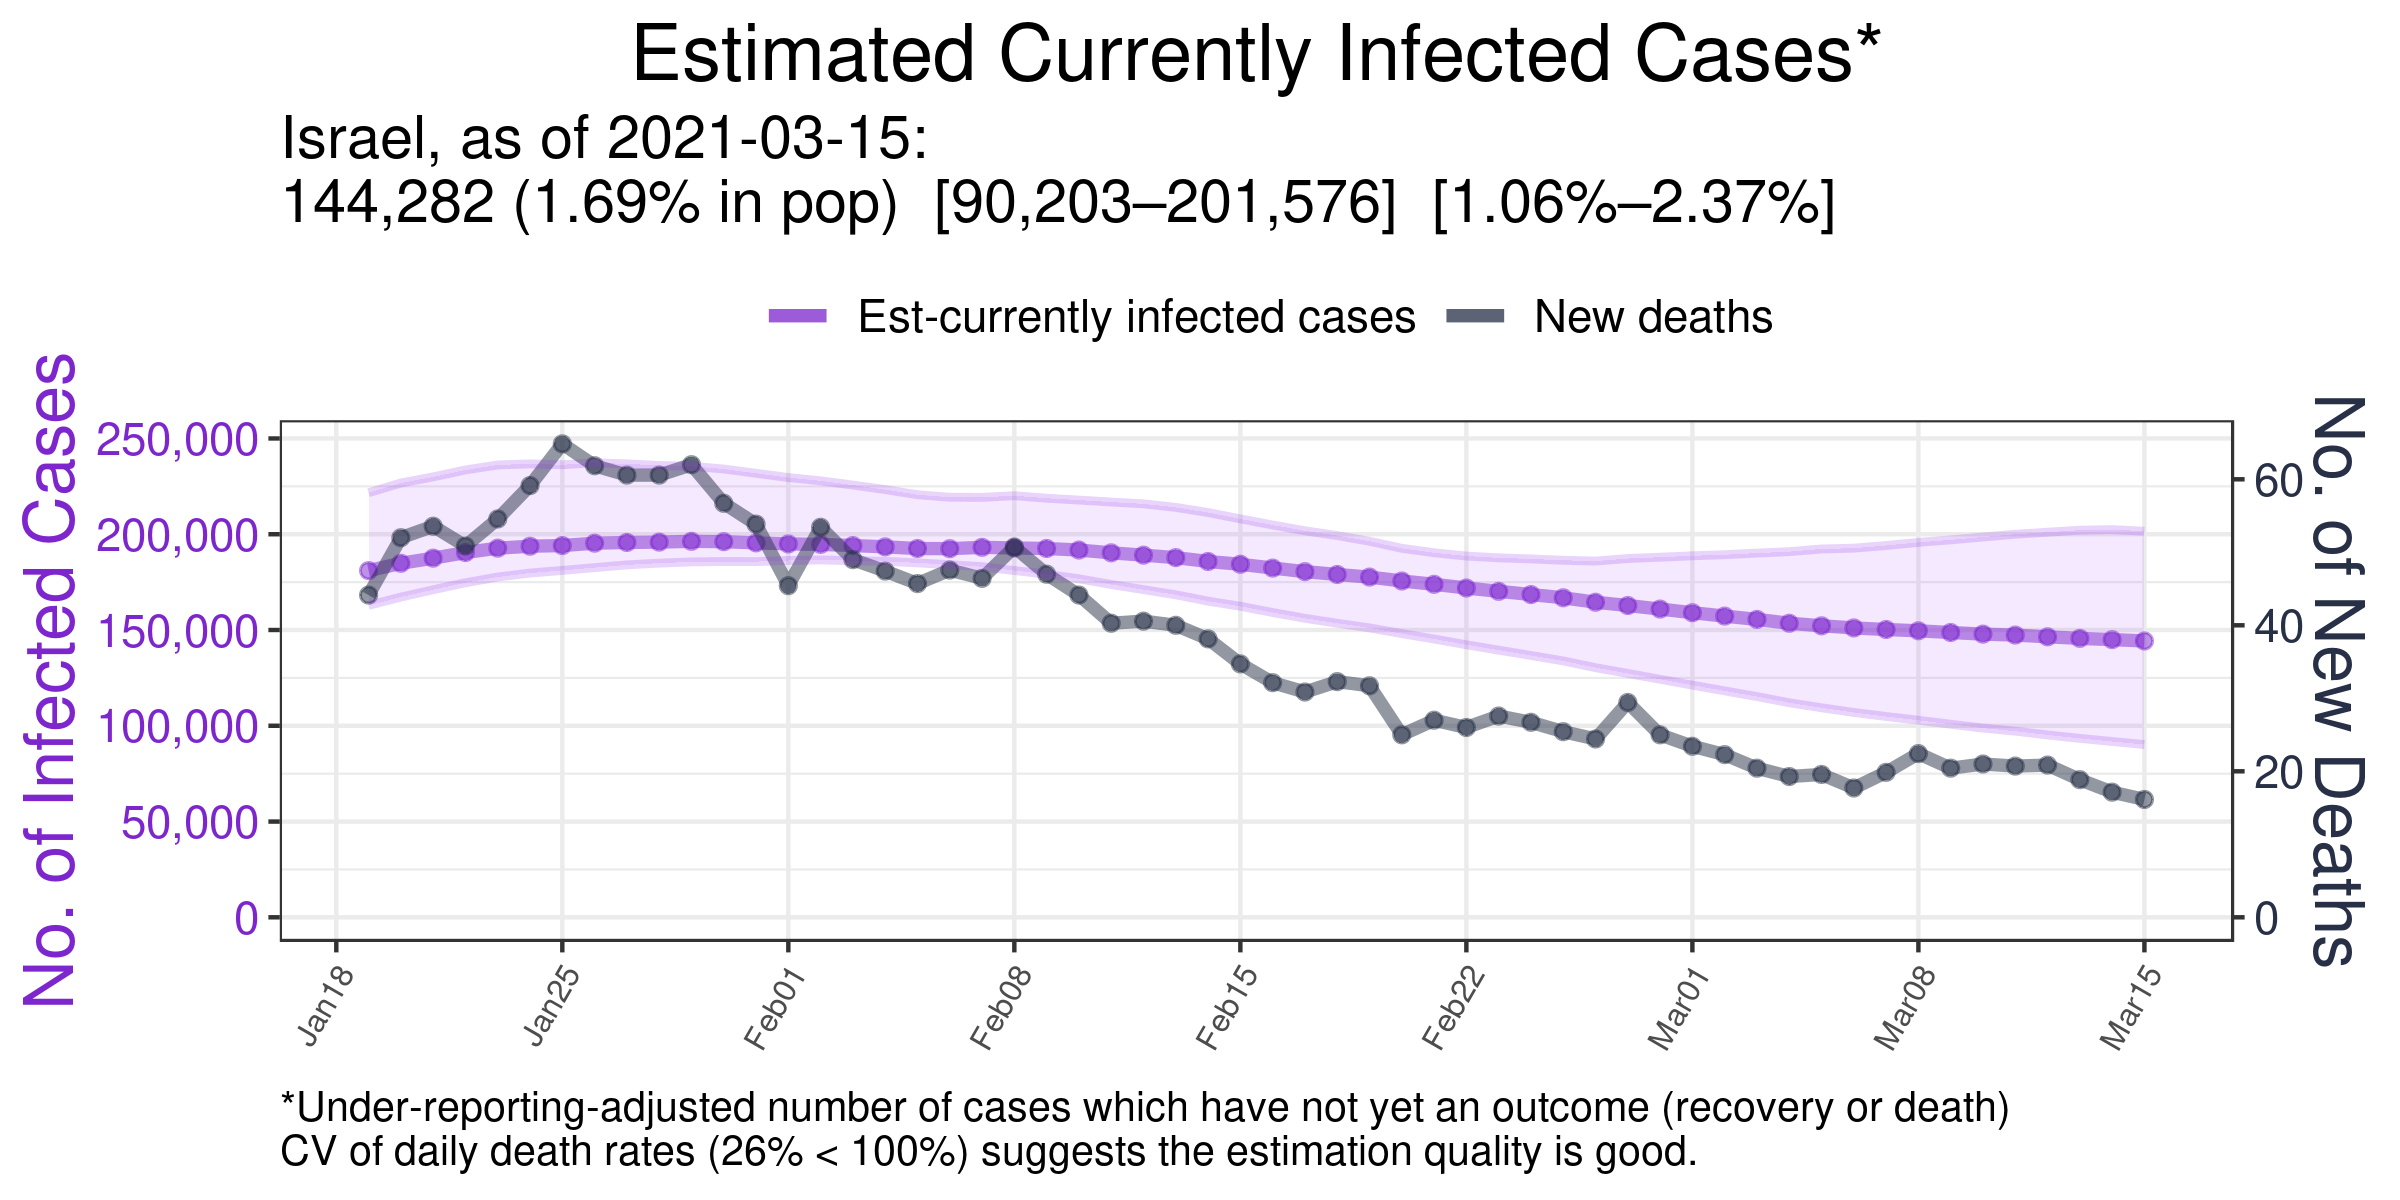 Estimated Currently Infected Cases*
Israel, as of 2021-03-15:
144,282 (1.69% in pop) [90,203–201,576] [1.06%–2.37%]
Est-currently infected cases
New deaths
No. of Infected Cases
250,000
200,000
150,000
100,000
50,000
0
60
40
20
0
No. of New Deaths
Jan18
Jan25
Feb01
Feb08
Feb15
Feb22
Mar01
Mar08
Mar15
*Under-reporting-adjusted number of cases which have not yet an outcome (recovery or death)
CV of daily death rates (26% < 100%) suggests the estimation quality is good.